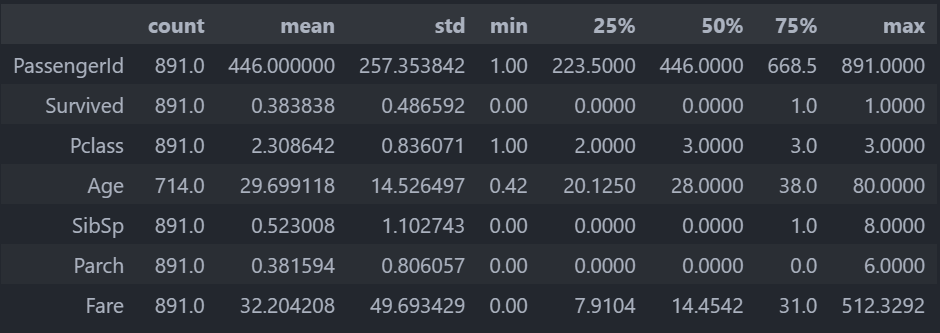 count mean std min 25% 50% 75% max
PassengerId 891.0 446.000000 257.353842 1.00 223.5000 446.0000 668.5 891.0000
Survived 891.0 0.383838 0.486592 0.00 0.0000 0.0000 1.0 1.0000
Pclass 891.0 2.308642 0.836071 1.00 2.0000 3.0000 3.0 3.0000
Age 714.0 29.699118 14.526497 0.42 20.1250 28.0000 38.0 80.0000
SibSp 891.0 0.523008 1.102743 0.00 0.0000 0.0000 1.0 8.0000
Parch 891.0 0.381594 0.806057 0.00 0.0000 0.0000 0.0 6.0000
Fare 891.0 32.204208 49.693429 0.00 7.9104 14.4542 31.0 512.3292